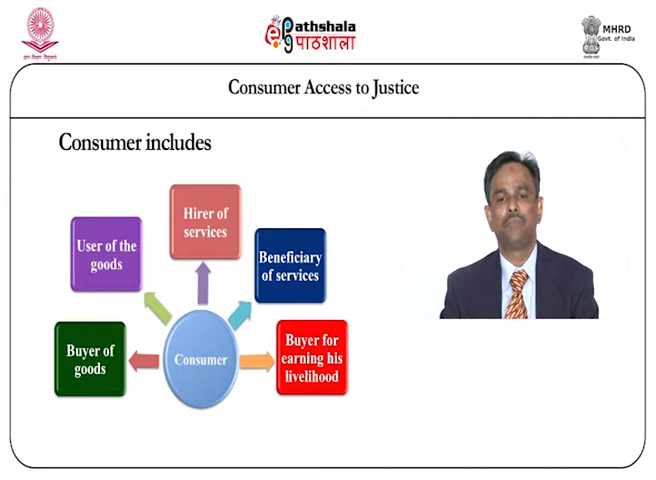 Pathshala
पाठशाला
MHRD
Govt. of India
Consumer Access to Justice
Consumer includes
Hirer of
services
User of the
goods
Beneficiary
of services
Buyer of
goods
Consumer
Buyer for
earning his
livelihood